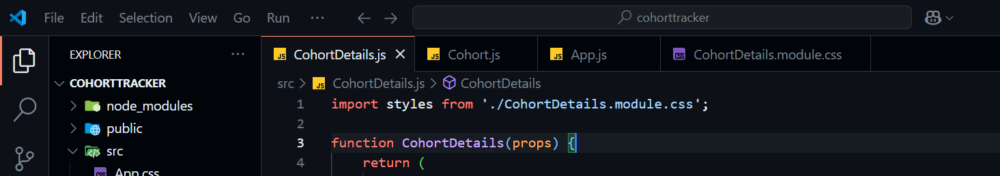 File Edit Selection View Go Run ··· cohorttracker
EXPLORER ···
CohortDetails.js Cohort.js App.js CohortDetails.module.css
COHORTTRACKER
node_modules
public
src
App.css
src > CohortDetails.js > CohortDetails
1 import styles from './CohortDetails.module.css';
2
3 function CohortDetails(props) {
4 return (